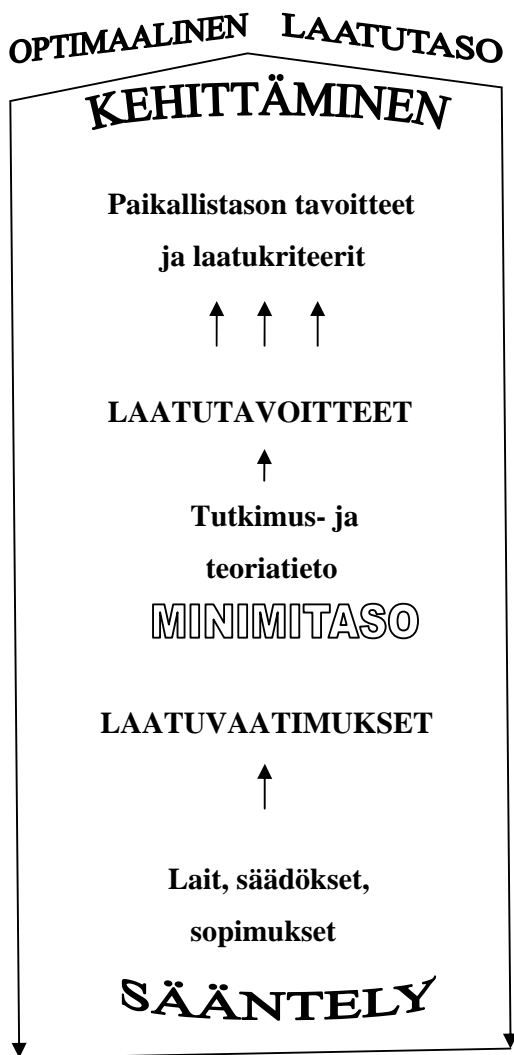 OPTIMAALINEN LAATUTASO
KEHITTÄMINEN
Paikallistason tavoitteet
ja laatukriteerit
LAATUTAVOITTEET
Tutkimus- ja
teoriatieto
MINIMITASO
LAATUVAATIMUKSET
Lait, säädökset,
sopimukset
SÄÄNTELY